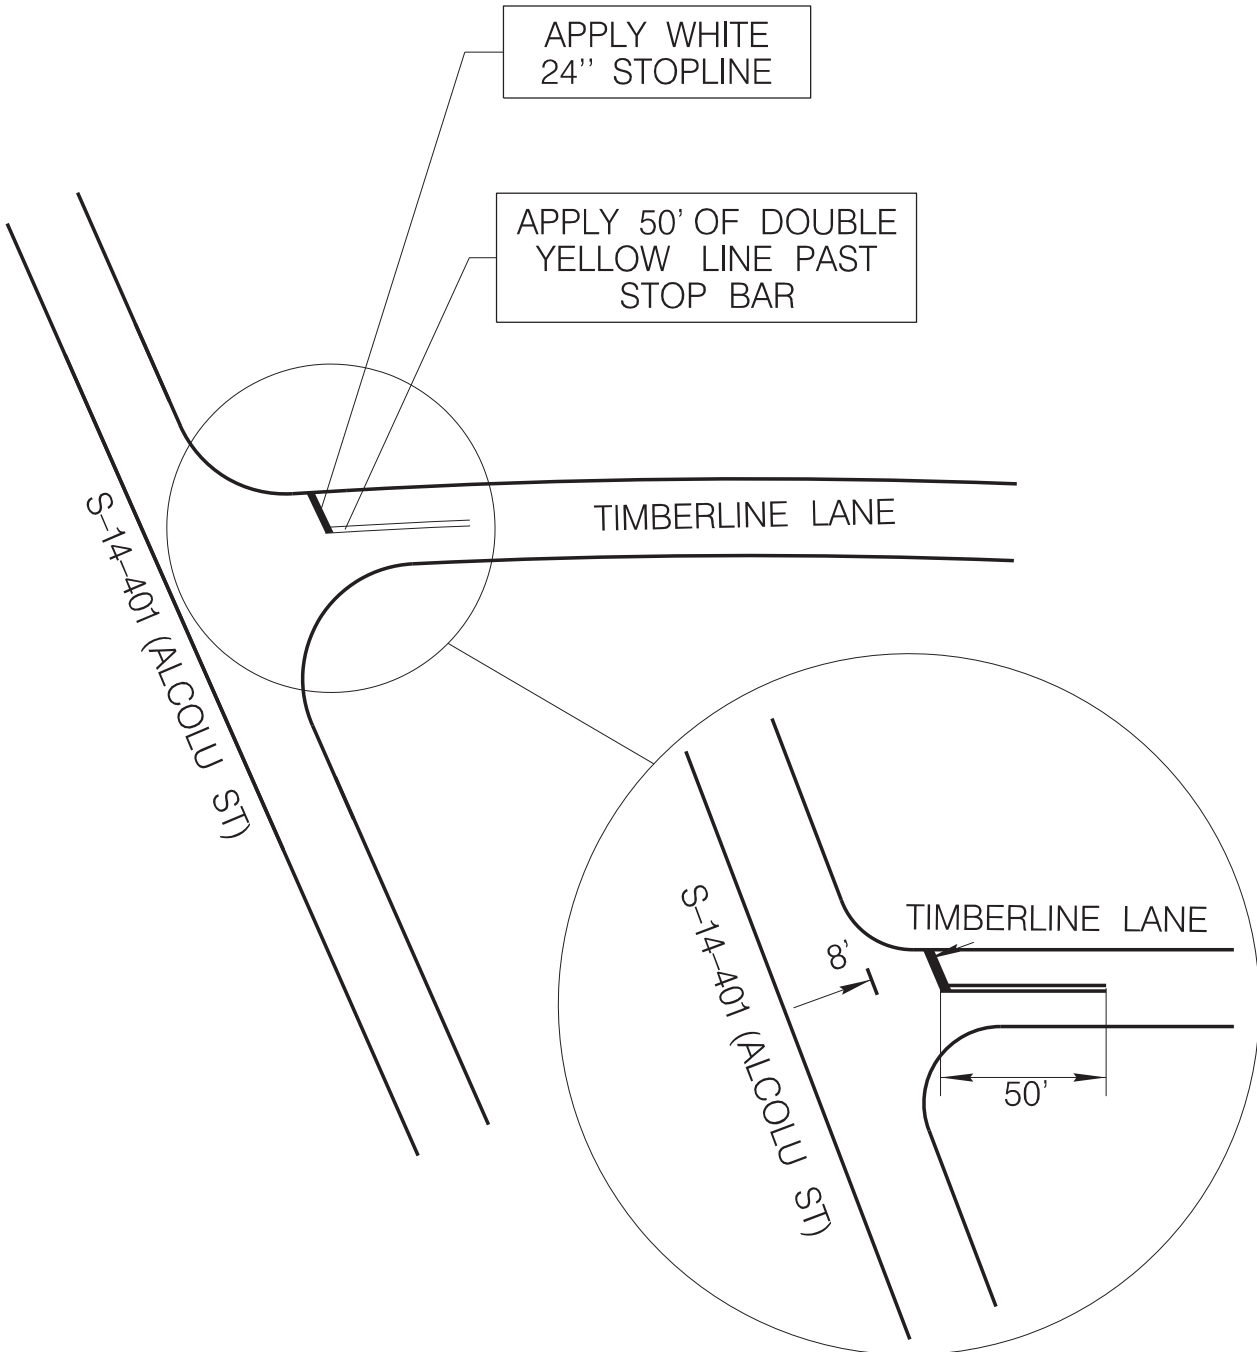 APPLY WHITE
24'' STOPLINE
APPLY 50' OF DOUBLE
YELLOW LINE PAST
STOP BAR
TIMBERLINE LANE
S-14-401 (ALCOLU ST)
TIMBERLINE LANE
8'
S-14-401 (ALCOLU ST)
50'